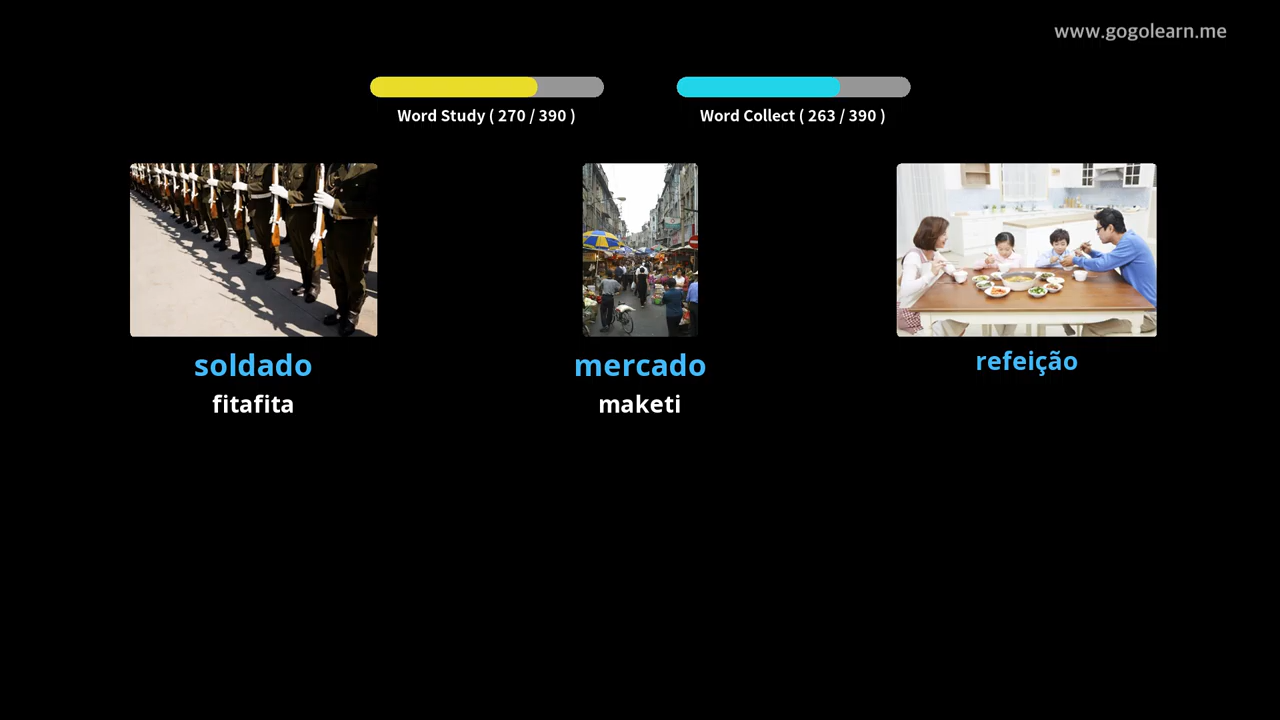 www.gogolearn.me
Word Study ( 270 / 390 )
Word Collect ( 263 / 390 )
soldado
fitafita
mercado
maketi
refeição